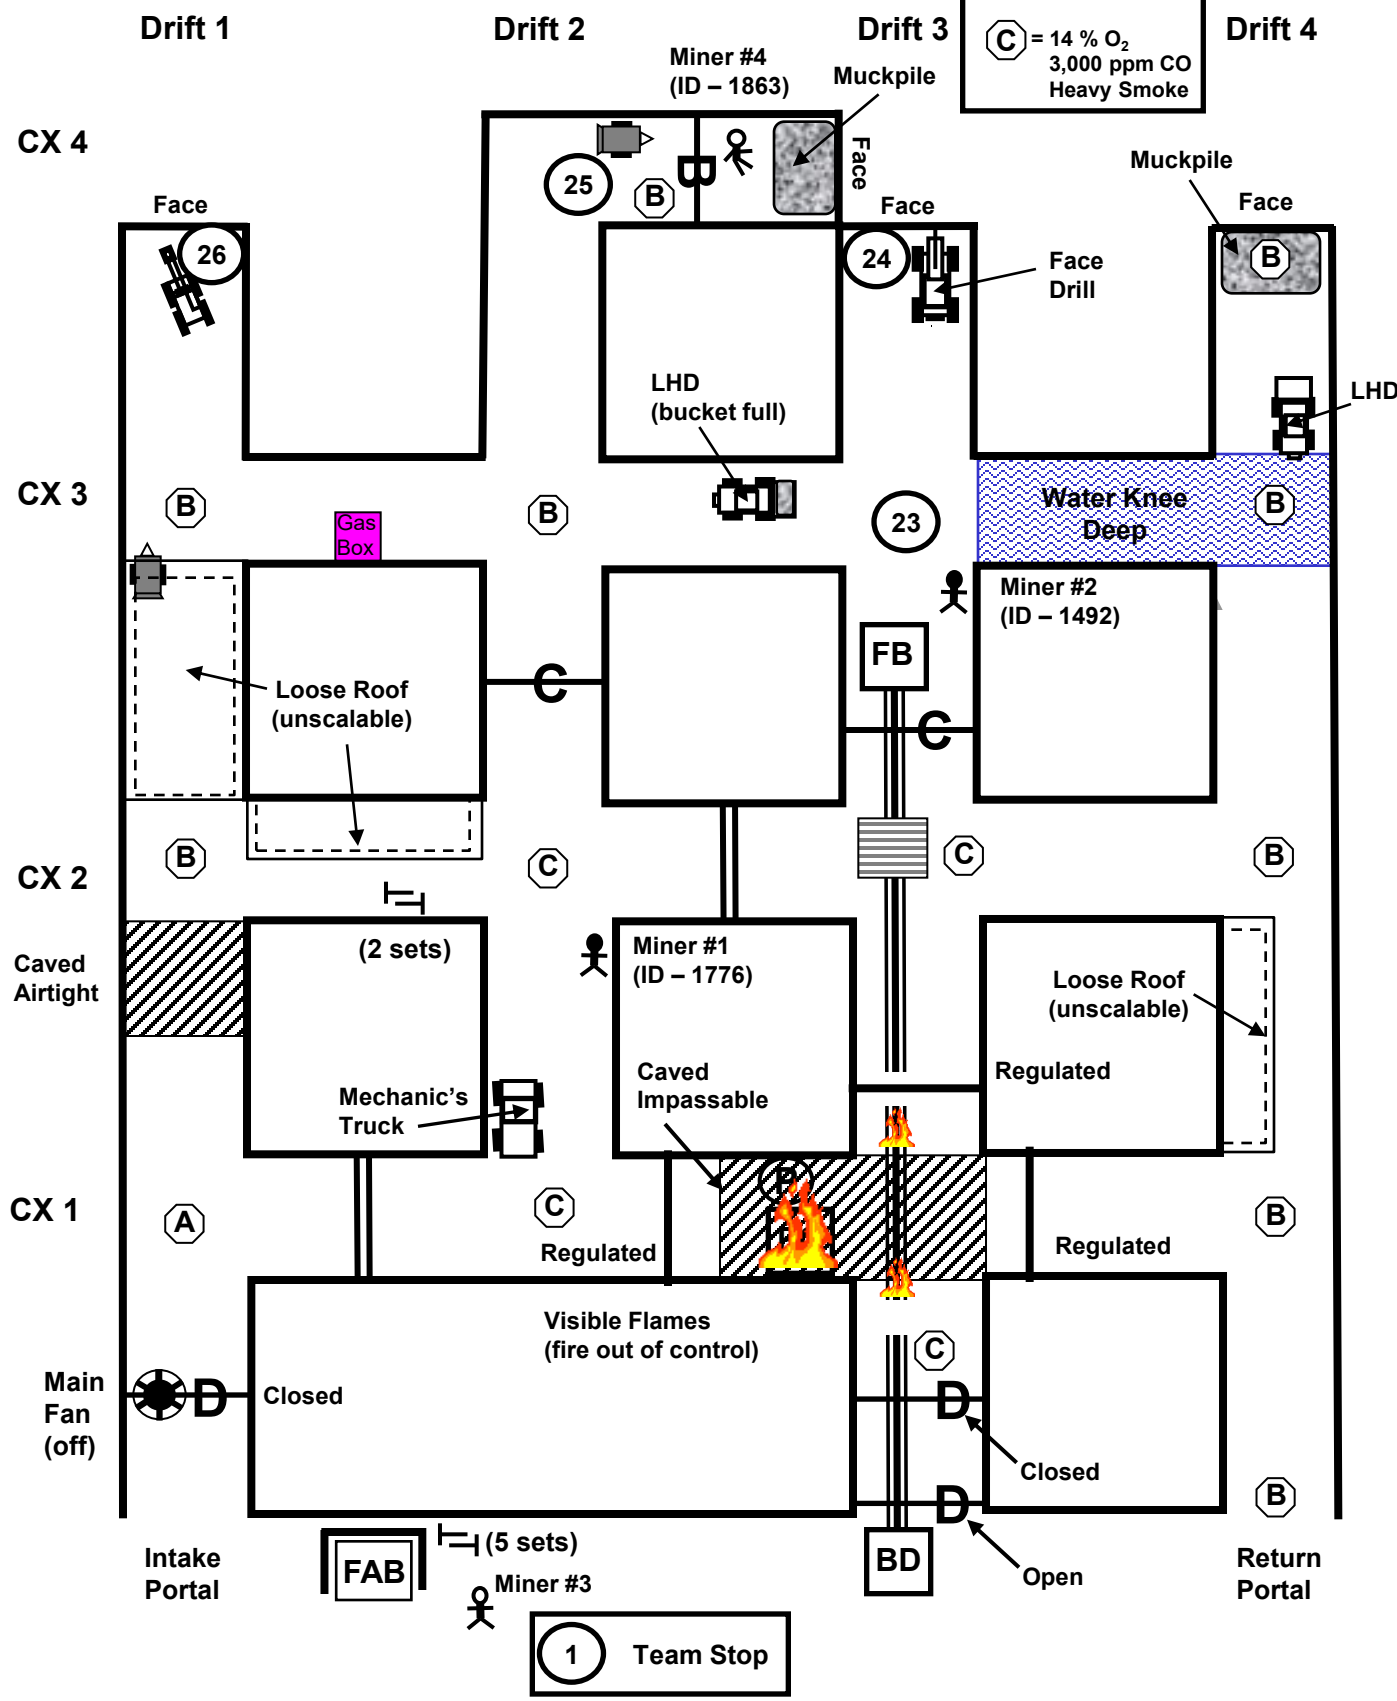 Drift 1
Drift 2
Drift 3
Drift 4
C = 14 % O₂
3,000 ppm CO
Heavy Smoke
Miner #4
(ID – 1863)
Muckpile
CX 4
Face
25
B
B
Muckpile
Face
Face
Face
26
24
B
Face
Drill
LHD
(bucket full)
LHD
CX 3
B
Gas
Box
B
23
Water Knee
Deep
B
Miner #2
(ID – 1492)
FB
Loose Roof
(unscalable)
C
C
CX 2
B
C
C
B
(2 sets)
Caved
Airtight
Miner #1
(ID – 1776)
Loose Roof
(unscalable)
Mechanic's
Truck
Caved
Impassable
Regulated
CX 1
A
C
P
B
Regulated
Regulated
Visible Flames
(fire out of control)
C
Main
Fan
(off)
D
Closed
D
Closed
D
B
Intake
Portal
FAB
(5 sets)
Miner #3
BD
Open
Return
Portal
1 Team Stop